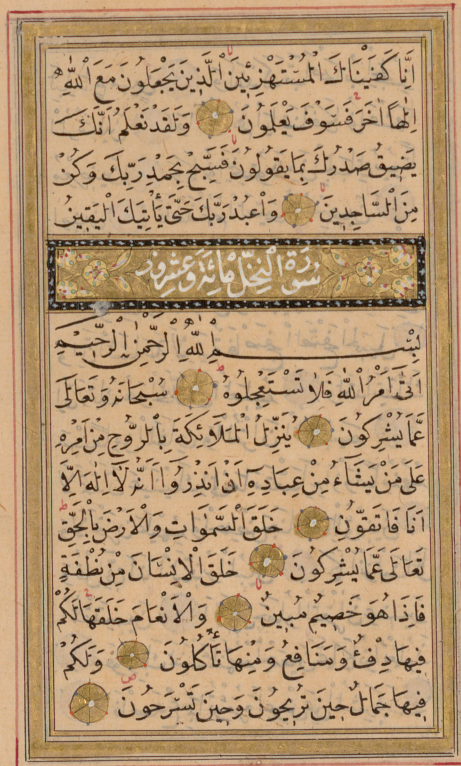 اِنَّا كَفَيْنَاكَ الْمُسْتَهْزِئِينَ الَّذِينَ يَجْعَلُونَ مَعَ اللّٰهِ
اِلٰهًا اٰخَرَ فَسَوْفَ يَعْلَمُونَ وَلَقَدْ نَعْلَمُ اَنَّكَ
يَضِيقُ صَدْرُكَ بِمَا يَقُولُونَ فَسَبِّحْ بِحَمْدِ رَبِّكَ وَكُنْ
مِنَ السَّاجِدِينَ وَاعْبُدْ رَبَّكَ حَتّٰى يَأْتِيَكَ الْيَقِينُ
سورة النحل مائة وعشرون
بِسْمِ اللّٰهِ الرَّحْمٰنِ الرَّحِيمِ
اَتٰى اَمْرُ اللّٰهِ فَلَا تَسْتَعْجِلُوهُ سُبْحَانَهُ وَتَعَالٰى
عَمَّا يُشْرِكُونَ يُنَزِّلُ الْمَلَائِكَةَ بِالرُّوحِ مِنْ اَمْرِهِ
عَلٰى مَنْ يَشَاءُ مِنْ عِبَادِهِ اَنْ اَنْذِرُوا اَنَّهُ لَا اِلٰهَ اِلَّا
اَنَا فَاتَّقُونِ خَلَقَ السَّمٰوَاتِ وَالْاَرْضَ بِالْحَقِّ
تَعَالٰى عَمَّا يُشْرِكُونَ خَلَقَ الْاِنْسَانَ مِنْ نُطْفَةٍ
فَاِذَا هُوَ خَصِيمٌ مُبِينٌ وَالْاَنْعَامَ خَلَقَهَا لَكُمْ
فِيهَا دِفْءٌ وَمَنَافِعُ وَمِنْهَا تَأْكُلُونَ وَلَكُمْ
فِيهَا جَمَالٌ حِينَ تُرِيحُونَ وَحِينَ تَسْرَحُونَ